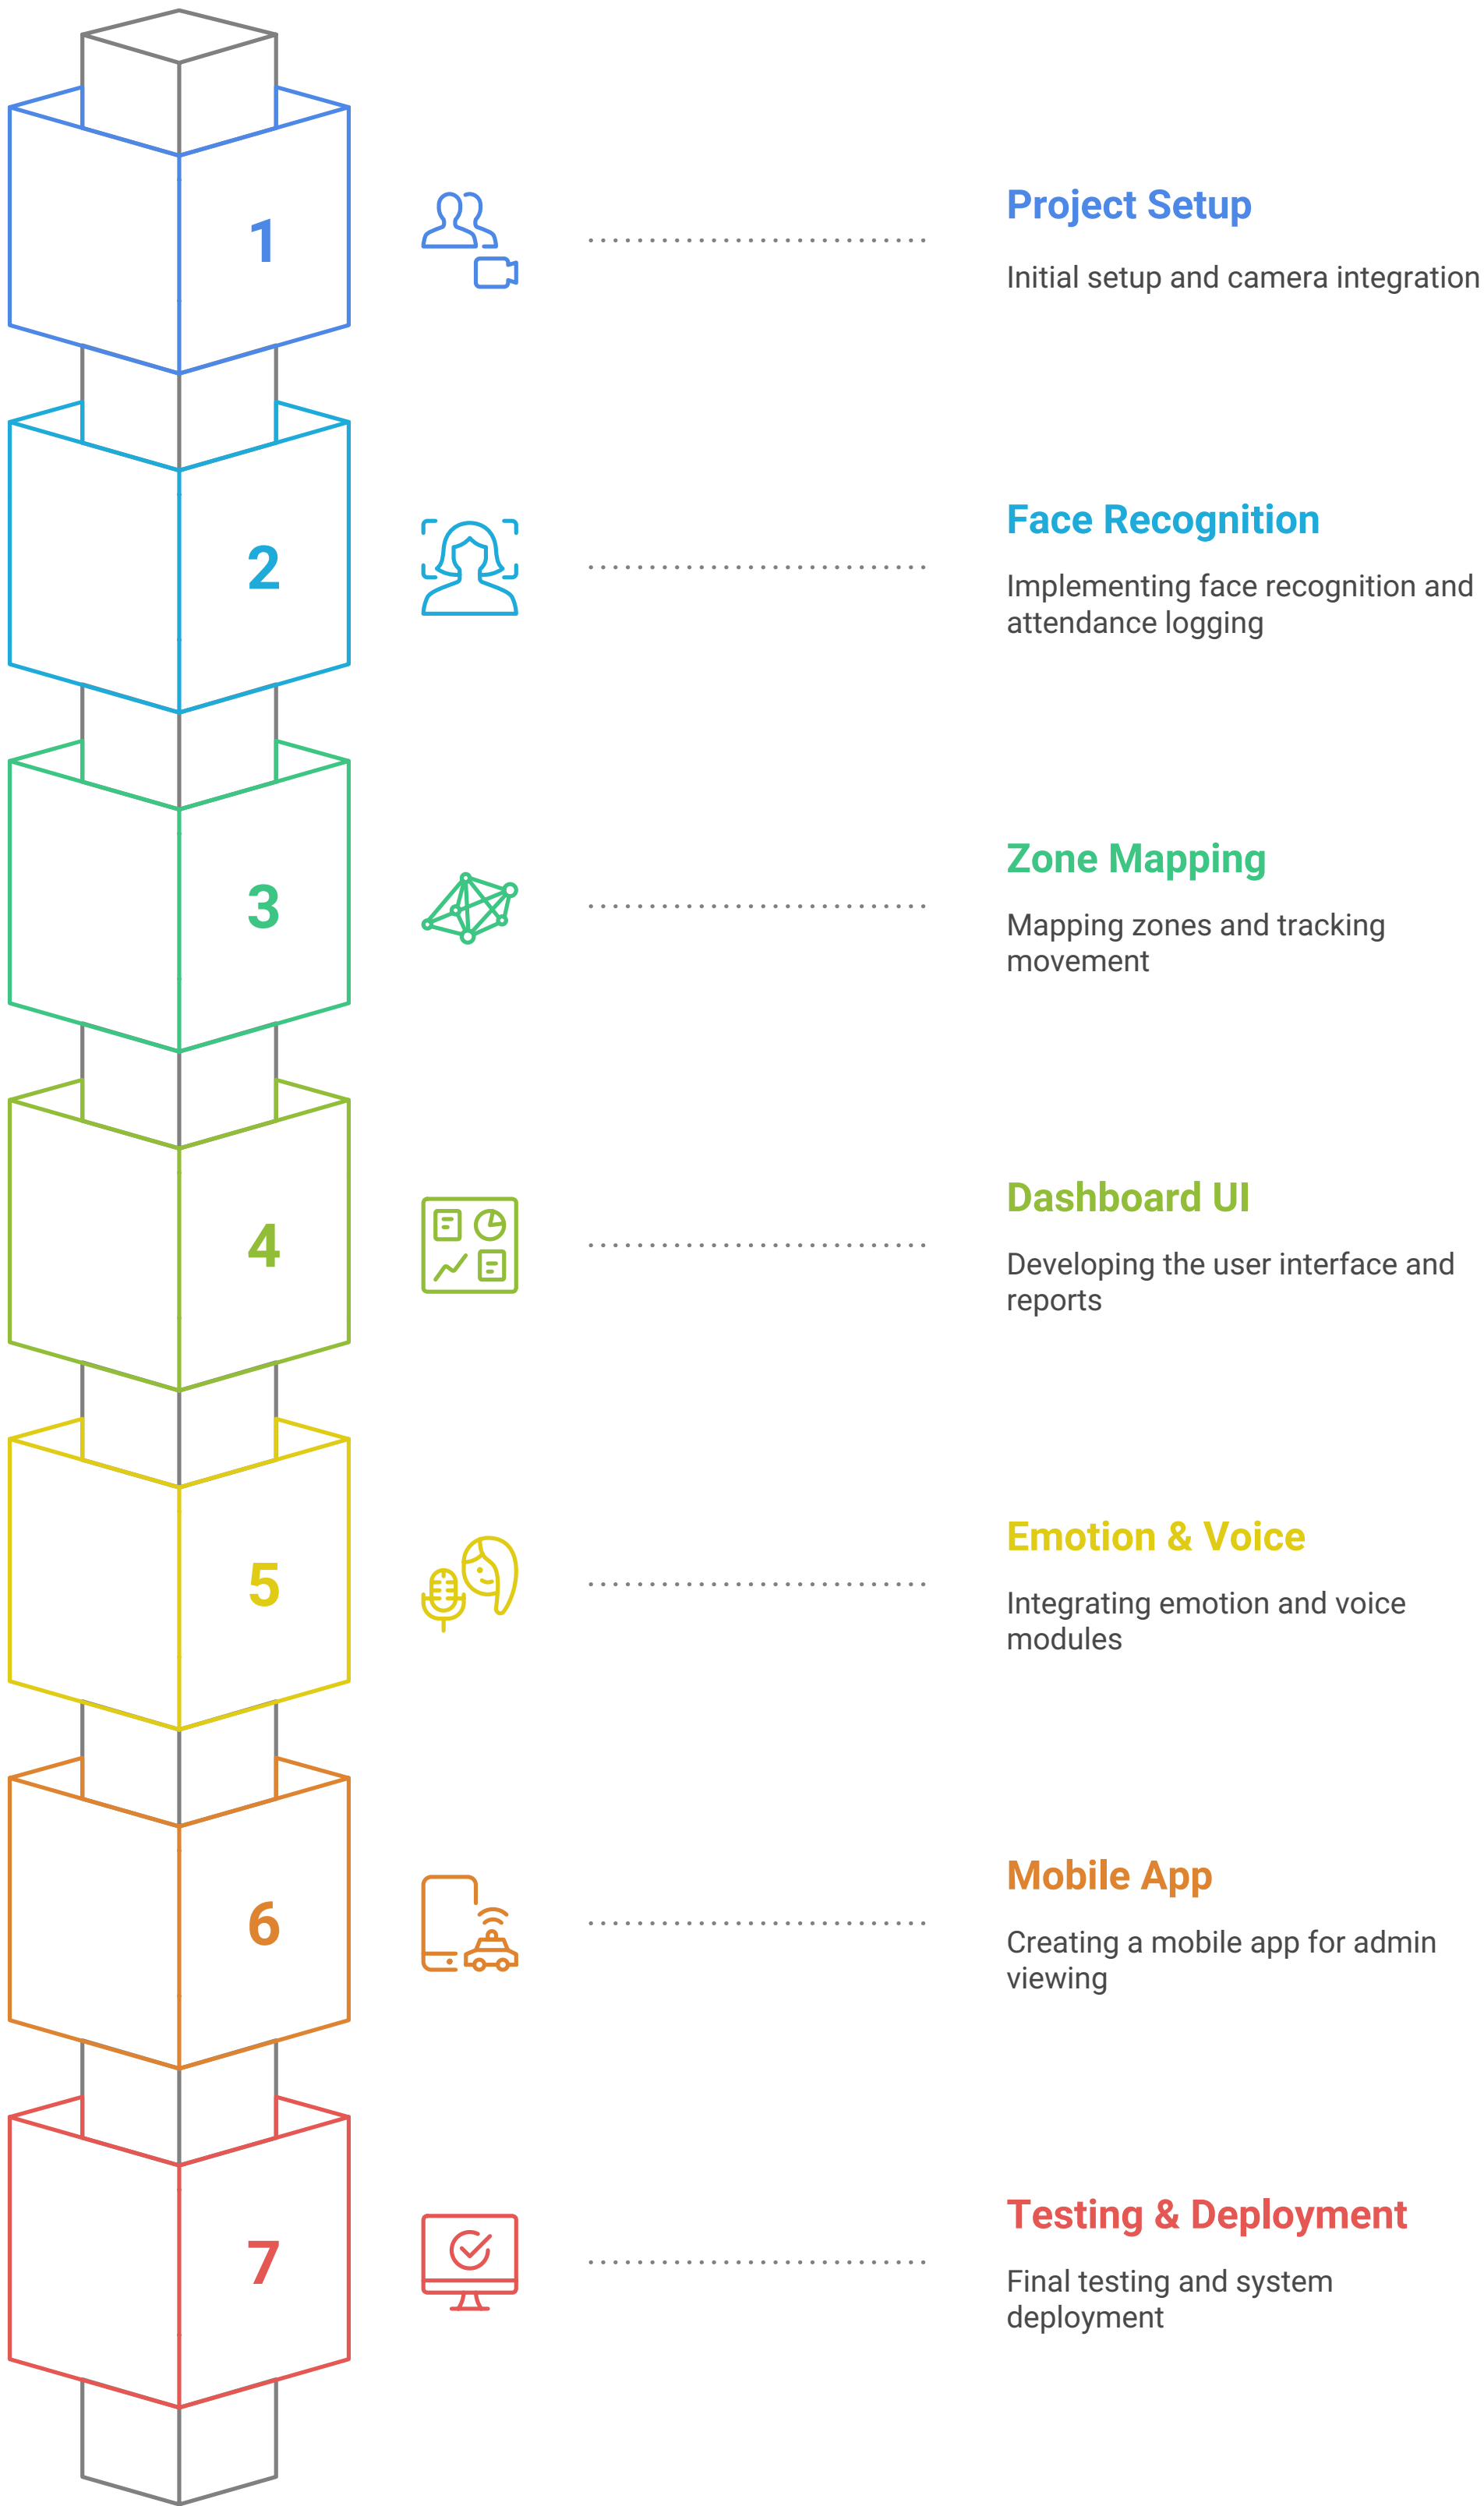 1
Project Setup
Initial setup and camera integration
2
Face Recognition
Implementing face recognition and
attendance logging
3
Zone Mapping
Mapping zones and tracking
movement
4
Dashboard UI
Developing the user interface and
reports
5
Emotion & Voice
Integrating emotion and voice
modules
6
Mobile App
Creating a mobile app for admin
viewing
7
Testing & Deployment
Final testing and system
deployment